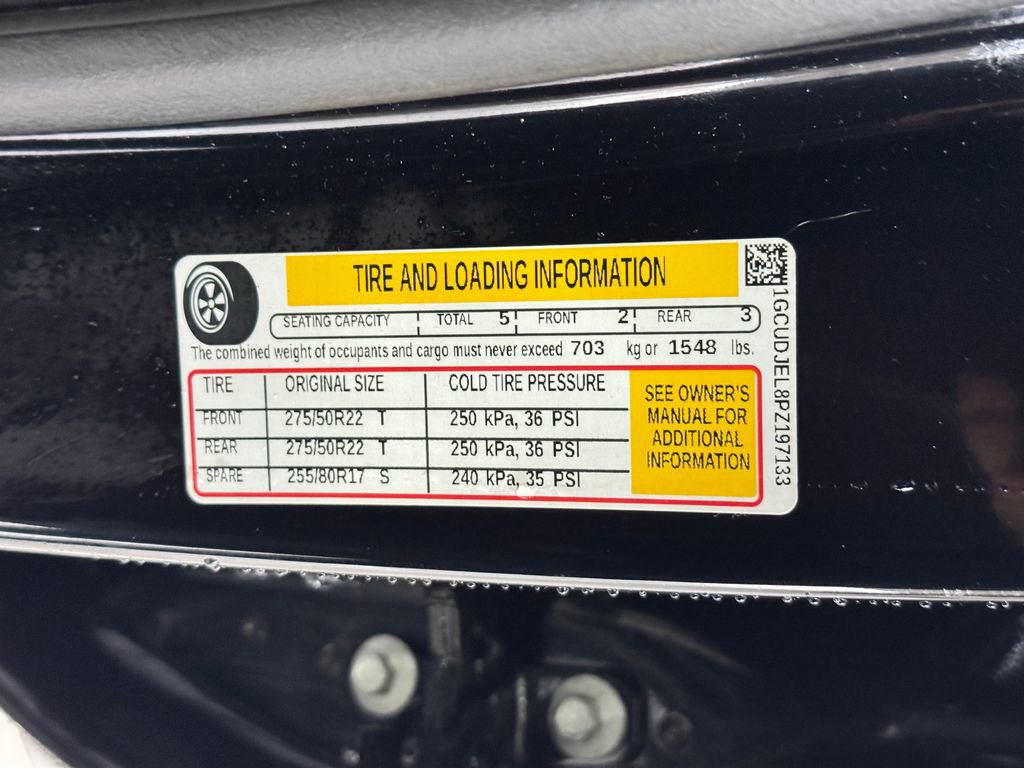 TIRE AND LOADING INFORMATION
SEATING CAPACITY TOTAL 5 FRONT 2 REAR 3
The combined weight of occupants and cargo must never exceed 703 kg or 1548 lbs.
TIRE ORIGINAL SIZE COLD TIRE PRESSURE
FRONT 275/50R22 T 250 kPa, 36 PSI
REAR 275/50R22 T 250 kPa, 36 PSI
SPARE 255/80R17 S 240 kPa, 35 PSI
SEE OWNER'S
MANUAL FOR
ADDITIONAL
INFORMATION
1GCUDJEL8PZ197133